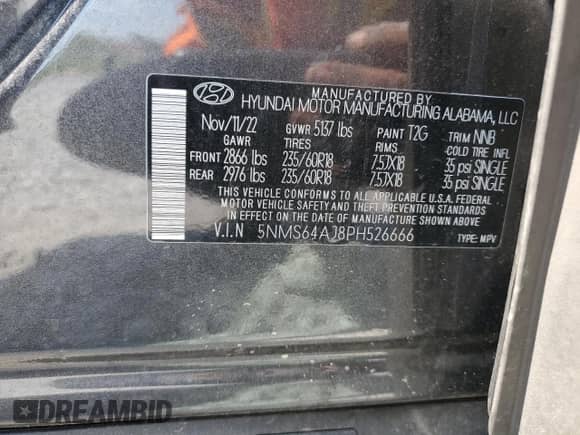 MANUFACTURED BY
HYUNDAI MOTOR MANUFACTURING ALABAMA, LLC
Nov/11/22 GVWR 5137 lbs PAINT T2G TRIM NNB
GAWR TIRES RIMS COLD TIRE INFL
FRONT 2866 lbs 235/60R18 7.5JX18 35 psi SINGLE
REAR 2976 lbs 235/60R18 7.5JX18 35 psi SINGLE
THIS VEHICLE CONFORMS TO ALL APPLICABLE U.S.A. FEDERAL
MOTOR VEHICLE SAFETY AND THEFT PREVENTION STANDARDS
IN EFFECT ON THE DATE OF MANUFACTURE SHOWN ABOVE
V.I.N 5NMS64AJ8PH526666 TYPE: MPV
DREAMBID